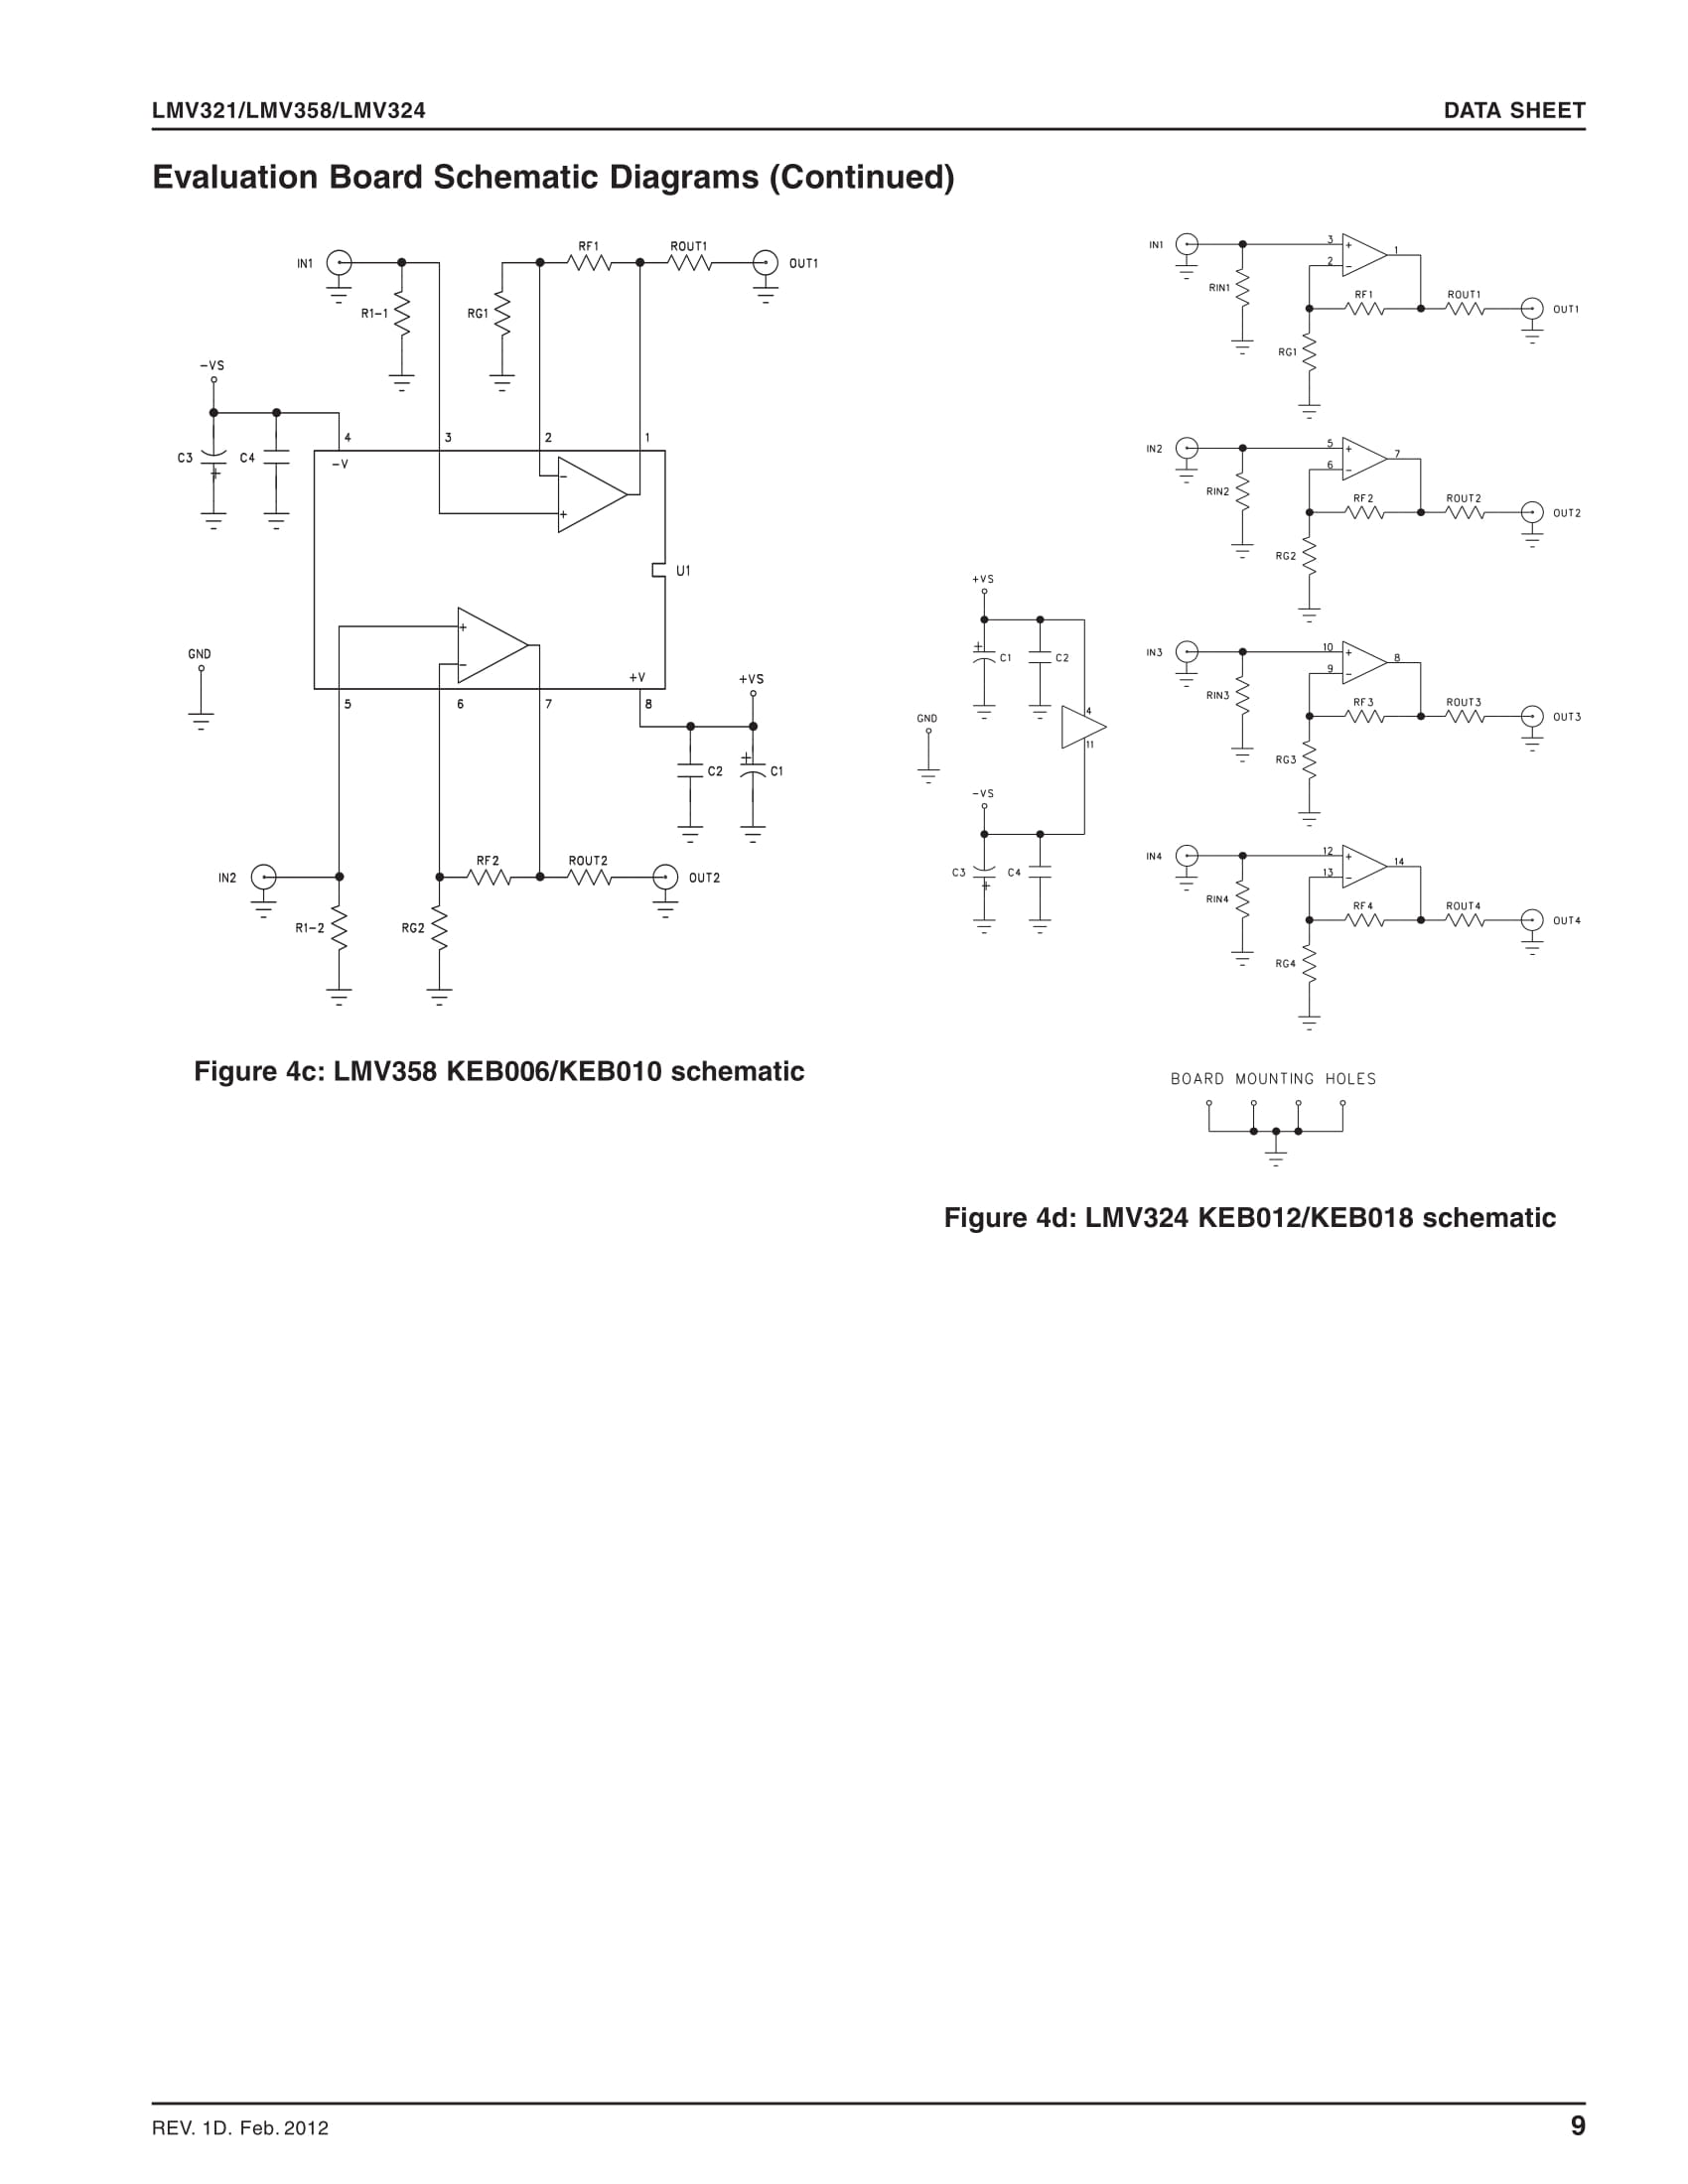 LMV321/LMV358/LMV324 DATA SHEET
Evaluation Board Schematic Diagrams (Continued)
IN1 RF1 ROUT1 OUT1
R1-1 RG1
-VS
4 3 2 1
C3 + C4 -V
-
+
U1
+
-
GND +V +VS
5 6 7 8
+
C2 C1
RF2 ROUT2
IN2 OUT2
R1-2 RG2
Figure 4c: LMV358 KEB006/KEB010 schematic
IN1 3 + 1
2 -
RIN1 RF1 ROUT1 OUT1
RG1
IN2 5 + 7
6 -
RIN2 RF2 ROUT2 OUT2
RG2
IN3 10 + 8
9 -
RIN3 RF3 ROUT3 OUT3
RG3
IN4 12 + 14
13 -
RIN4 RF4 ROUT4 OUT4
RG4
+VS
+
C1 C2
GND 4
11
-VS
C3 + C4
BOARD MOUNTING HOLES
Figure 4d: LMV324 KEB012/KEB018 schematic
REV. 1D. Feb. 2012 9